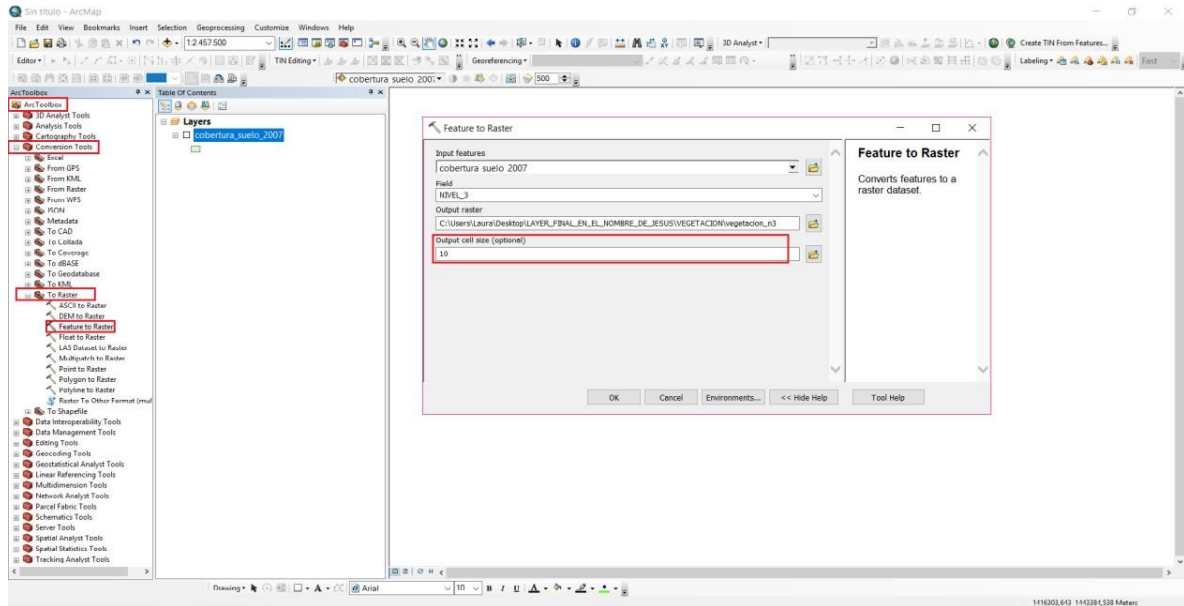 Sin título - ArcMap
File Edit View Bookmarks Insert Selection Geoprocessing Customize Windows Help
1:2.457.500
3D Analyst
Create TIN From Features...
Editor
TIN Editing
Georeferencing
Labeling
Fast
cobertura suelo 2007
500
ArcToolbox
Table Of Contents
ArcToolbox
3D Analyst Tools
Analysis Tools
Cartography Tools
Conversion Tools
Excel
From GPS
From KML
From Raster
From WFS
JSON
Metadata
To CAD
To Collada
To Coverage
To dBASE
To Geodatabase
To KML
To Raster
ASCII to Raster
DEM to Raster
Feature to Raster
Float to Raster
LAS Dataset to Raster
Multipatch to Raster
Point to Raster
Polygon to Raster
Polyline to Raster
Raster To Other Format (mul
To Shapefile
Data Interoperability Tools
Data Management Tools
Editing Tools
Geocoding Tools
Geostatistical Analyst Tools
Linear Referencing Tools
Multidimension Tools
Network Analyst Tools
Parcel Fabric Tools
Schematics Tools
Server Tools
Spatial Analyst Tools
Spatial Statistics Tools
Tracking Analyst Tools
Layers
cobertura_suelo_2007
Feature to Raster
Input features
cobertura suelo 2007
Field
NIVEL_3
Output raster
C:\Users\Laura\Desktop\LAYER_FINAL_EN_EL_NOMBRE_DE_JESUS\VEGETACION\vegetacion_n3
Output cell size (optional)
10
OK Cancel Environments... << Hide Help Tool Help
Feature to Raster
Converts features to a
raster dataset.
Drawing
A
Arial
10
B I U A
1416303,643 1443384,538 Meters